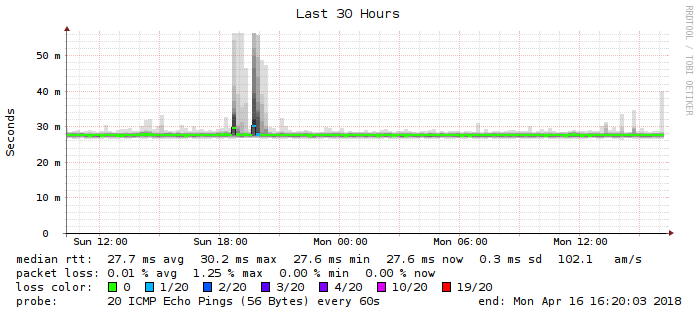 Last 30 Hours
RRDTOOL / TOBI OETIKER
Seconds
50 m
40 m
30 m
20 m
10 m
0
Sun 12:00 Sun 18:00 Mon 00:00 Mon 06:00 Mon 12:00
median rtt: 27.7 ms avg 30.2 ms max 27.6 ms min 27.6 ms now 0.3 ms sd 102.1 am/s
packet loss: 0.01 % avg 1.25 % max 0.00 % min 0.00 % now
loss color: 0 1/20 2/20 3/20 4/20 10/20 19/20
probe: 20 ICMP Echo Pings (56 Bytes) every 60s end: Mon Apr 16 16:20:03 2018